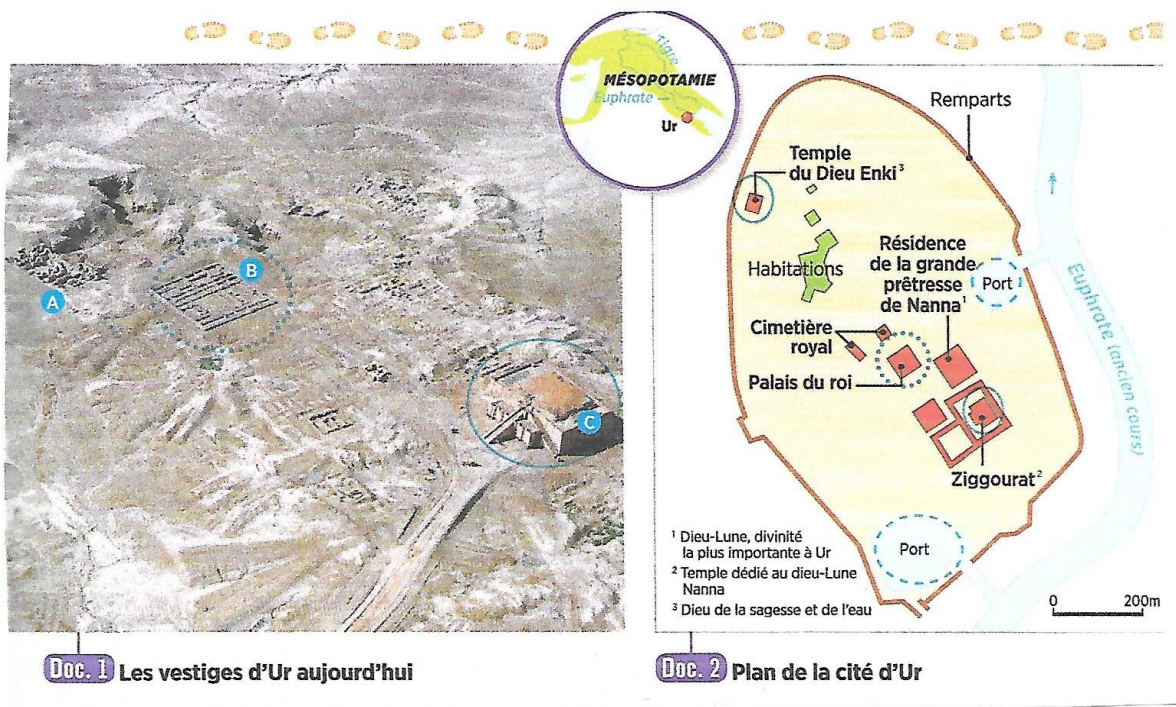 Tigre
MÉSOPOTAMIE
Euphrate
Ur
A
B
C
Remparts
Temple
du Dieu Enki³
Habitations
Résidence
de la grande
prêtresse
de Nanna¹
Port
Cimetière
royal
Palais du roi
Ziggourat²
Euphrate (ancien cours)
Port
¹ Dieu-Lune, divinité
la plus importante à Ur
² Temple dédié au dieu-Lune
Nanna
³ Dieu de la sagesse et de l'eau
0 200m
Doc. 1 Les vestiges d'Ur aujourd'hui
Doc. 2 Plan de la cité d'Ur